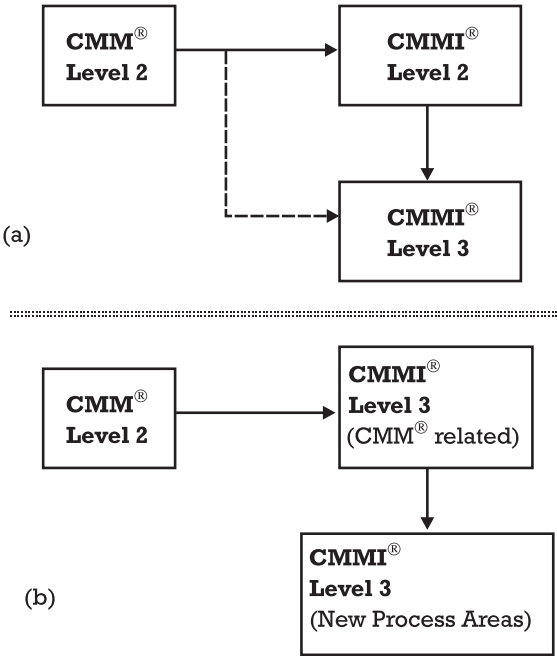 CMM®
Level 2
CMMI®
Level 2
CMMI®
Level 3
(a)
CMM®
Level 2
CMMI®
Level 3
(CMM® related)
CMMI®
Level 3
(New Process Areas)
(b)